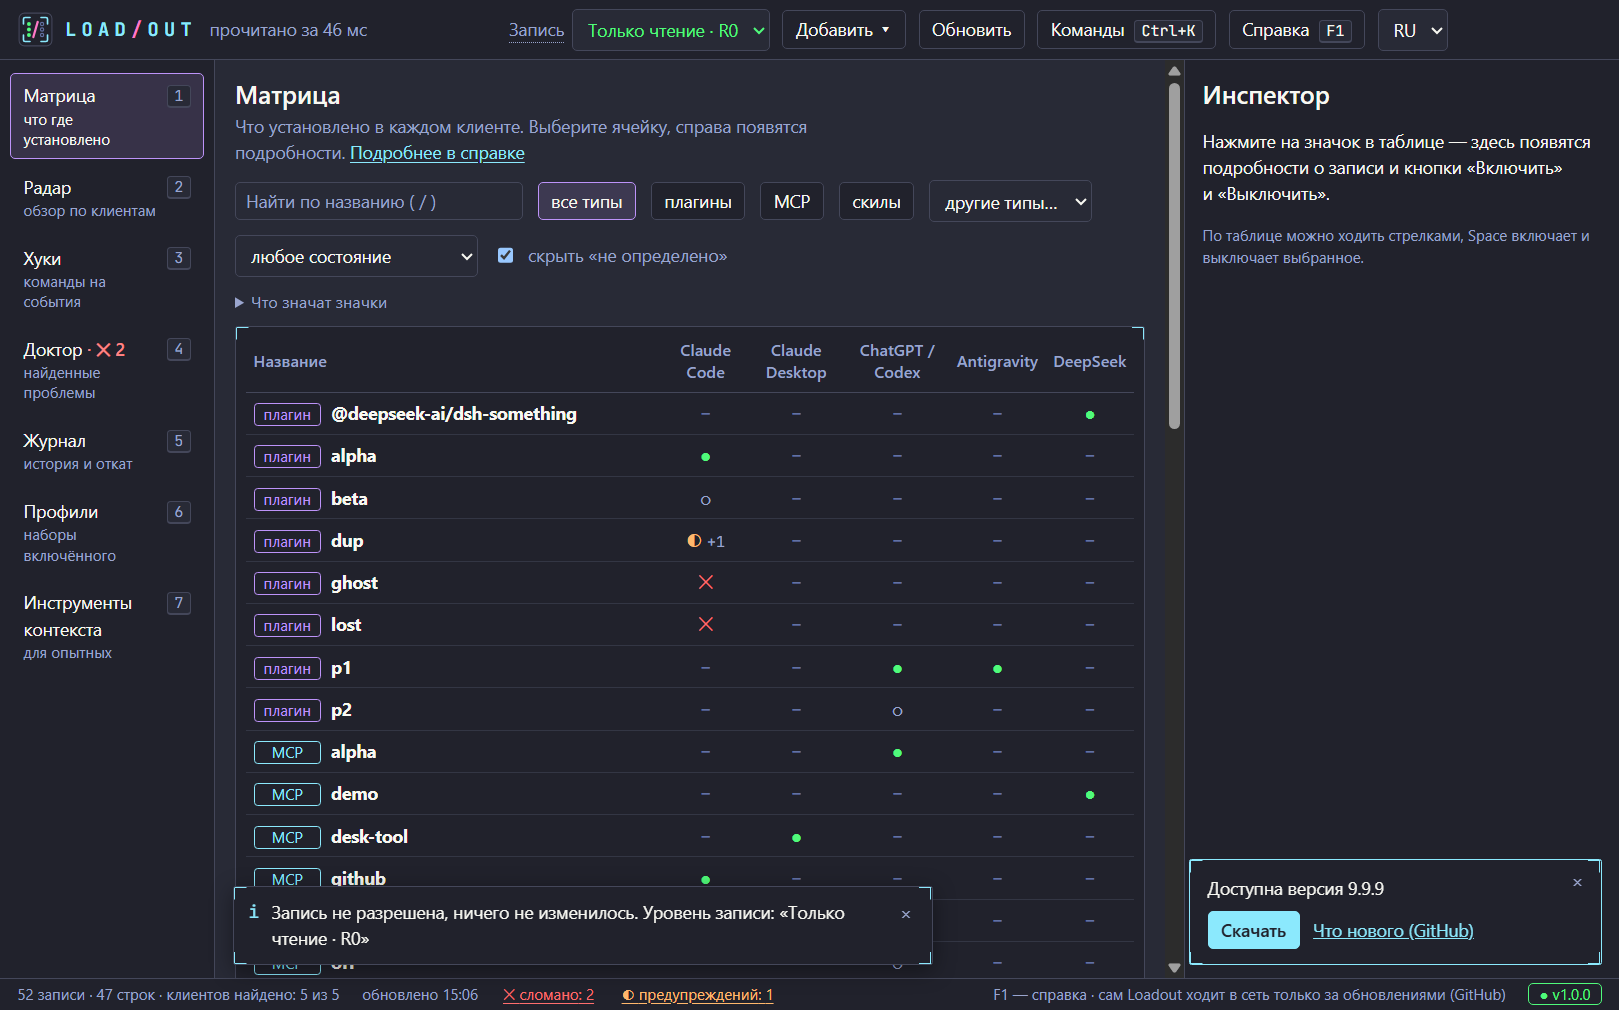 LOAD/OUT прочитано за 46 мс Запись Только чтение · R0 Добавить ▼ Обновить Команды Ctrl+K Справка F1 RU
Матрица 1
что где
установлено
Радар 2
обзор по клиентам
Хуки 3
команды на
события
Доктор · ✕ 2 4
найденные
проблемы
Журнал 5
история и откат
Профили 6
наборы
включённого
Инструменты 7
контекста
для опытных
Матрица
Что установлено в каждом клиенте. Выберите ячейку, справа появятся
подробности. Подробнее в справке
Найти по названию ( / ) все типы плагины MCP скилы другие типы...
любое состояние скрыть «не определено»
▶ Что значат значки
Название Claude Code Claude Desktop ChatGPT / Codex Antigravity DeepSeek
плагин @deepseek-ai/dsh-something – – – – ●
плагин alpha ● – – – –
плагин beta ○ – – – –
плагин dup ◐ +1 – – – –
плагин ghost ✕ – – – –
плагин lost ✕ – – – –
плагин p1 – – ● ● –
плагин p2 – – ○ – –
MCP alpha – – ● – –
MCP demo – – – – ●
MCP desk-tool – ● – – –
MCP github ● – – – –
i Запись не разрешена, ничего не изменилось. Уровень записи: «Только
чтение · R0» ×
Инспектор
Нажмите на значок в таблице — здесь появятся
подробности о записи и кнопки «Включить»
и «Выключить».
По таблице можно ходить стрелками, Space включает и
выключает выбранное.
Доступна версия 9.9.9 ×
Скачать Что нового (GitHub)
52 записи · 47 строк · клиентов найдено: 5 из 5 обновлено 15:06 ✕ сломано: 2 ◐ предупреждений: 1 F1 — справка · сам Loadout ходит в сеть только за обновлениями (GitHub) ● v1.0.0